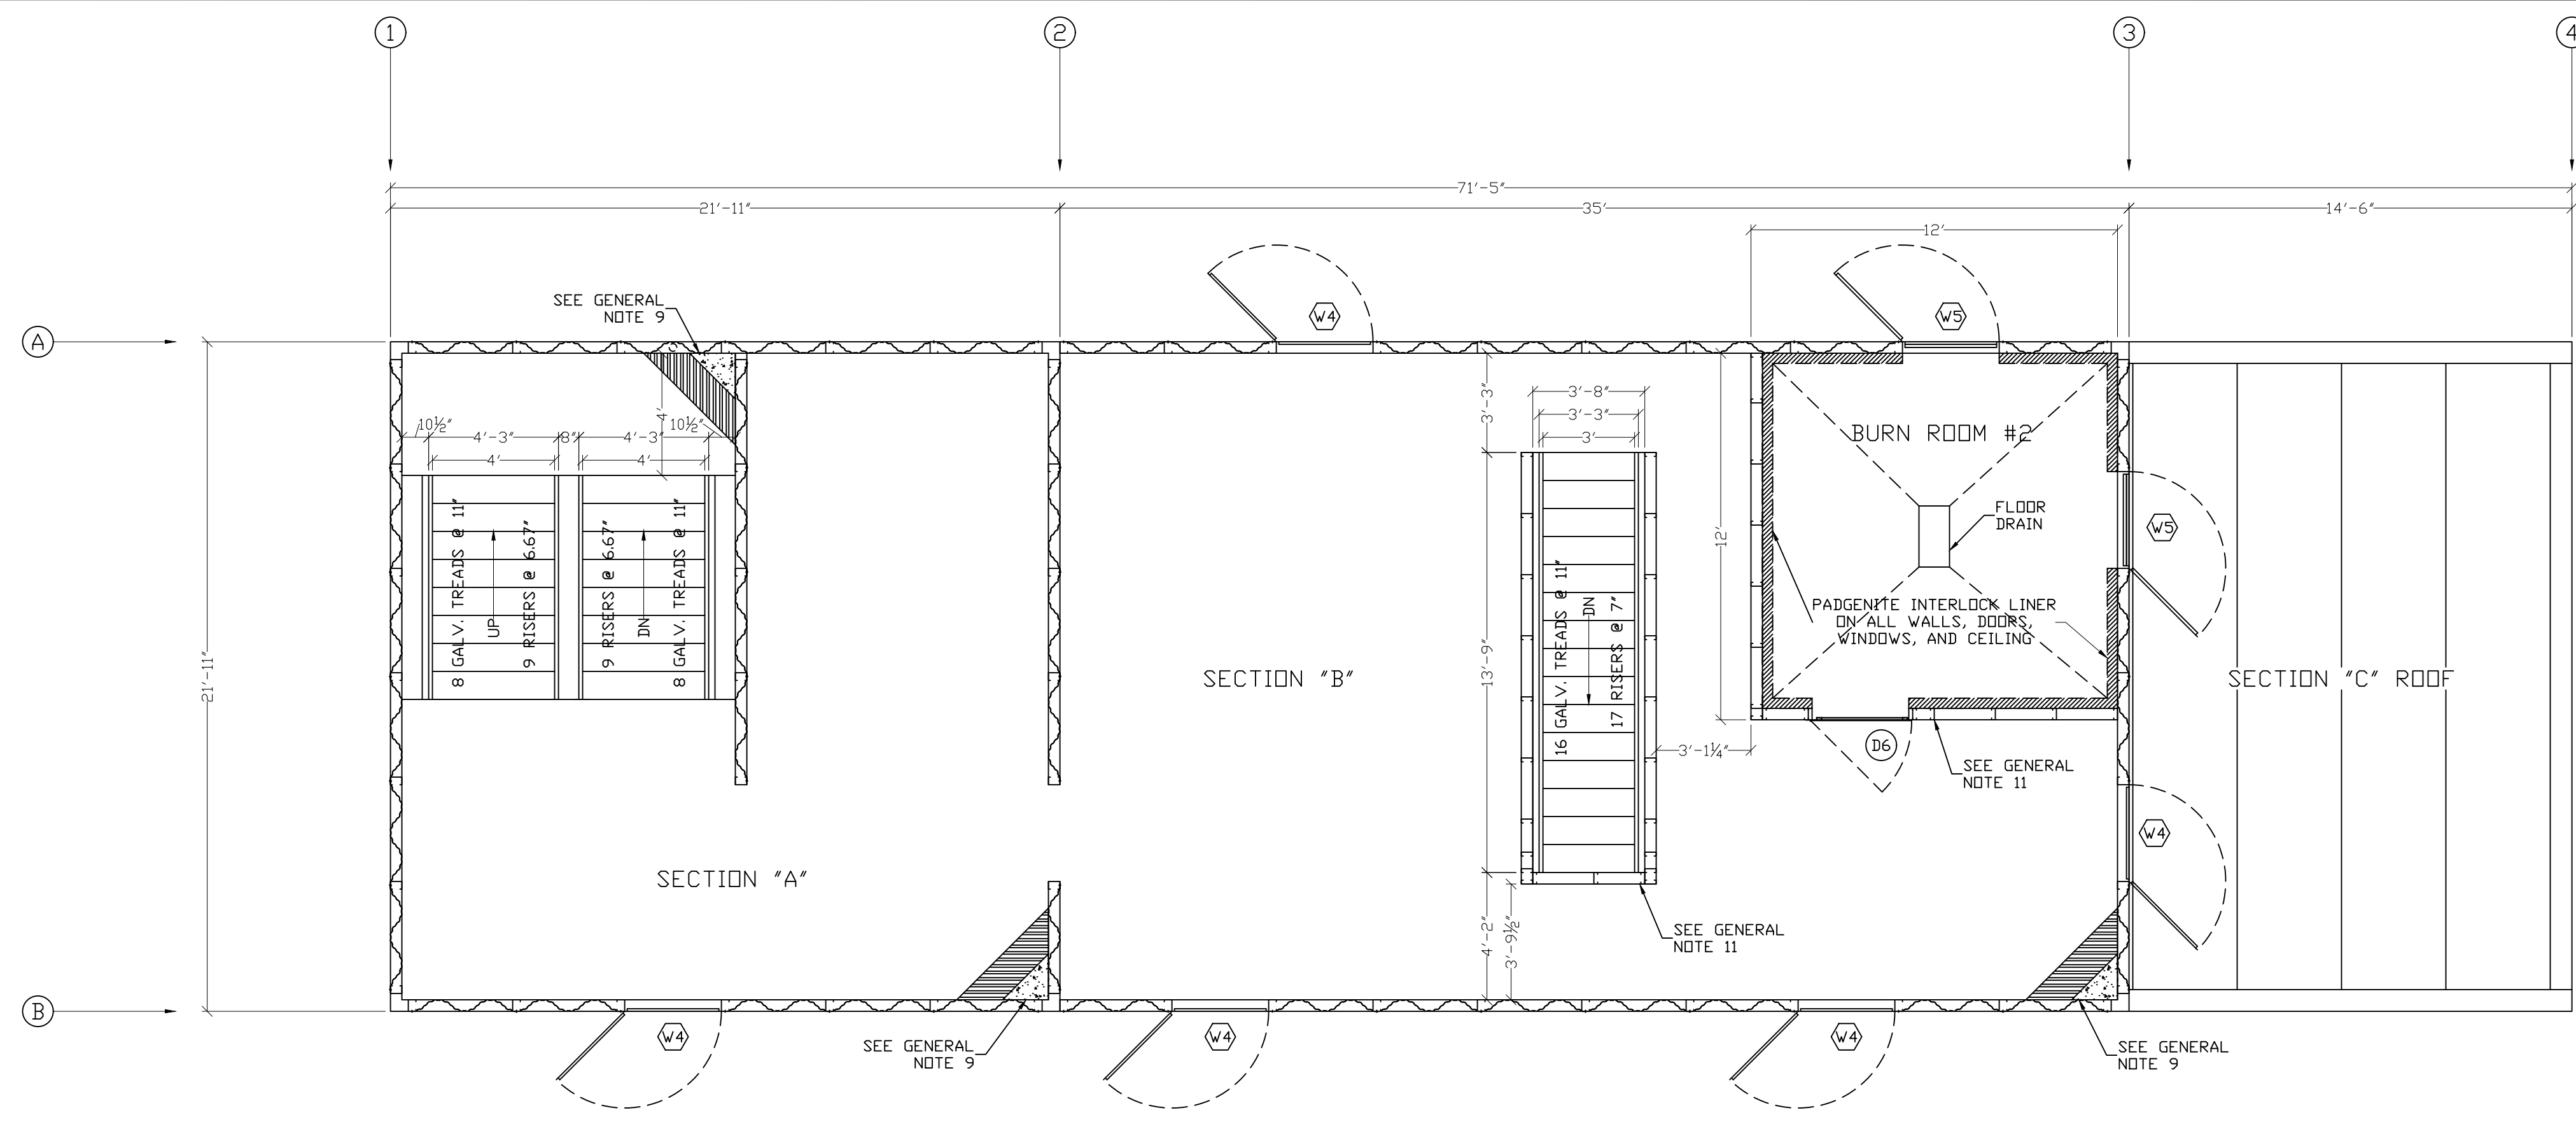 1
2
3
4
71'-5"
21'-11"
35'
14'-6"
12'
SEE GENERAL
NOTE 9
W4
W5
A
10½"
4'-3"
8"
4'-3"
10½"
4'
4'
4'
8 GALV. TREADS @ 11"
UP
9 RISERS @ 6.67"
9 RISERS @ 6.67"
DN
8 GALV. TREADS @ 11"
21'-11"
3'-3"
3'-8"
3'-3"
3'
16 GALV. TREADS @ 11"
DN
17 RISERS @ 7"
13'-9"
12'
BURN ROOM #2
FLOOR
DRAIN
W5
PADGENITE INTERLOCK LINER
ON ALL WALLS, DOORS,
WINDOWS, AND CEILING
SECTION "B"
SECTION "C" ROOF
3'-1¼"
D6
SEE GENERAL
NOTE 11
W4
SECTION "A"
4'-2"
3'-9½"
SEE GENERAL
NOTE 11
B
W4
W4
W4
SEE GENERAL
NOTE 9
SEE GENERAL
NOTE 9